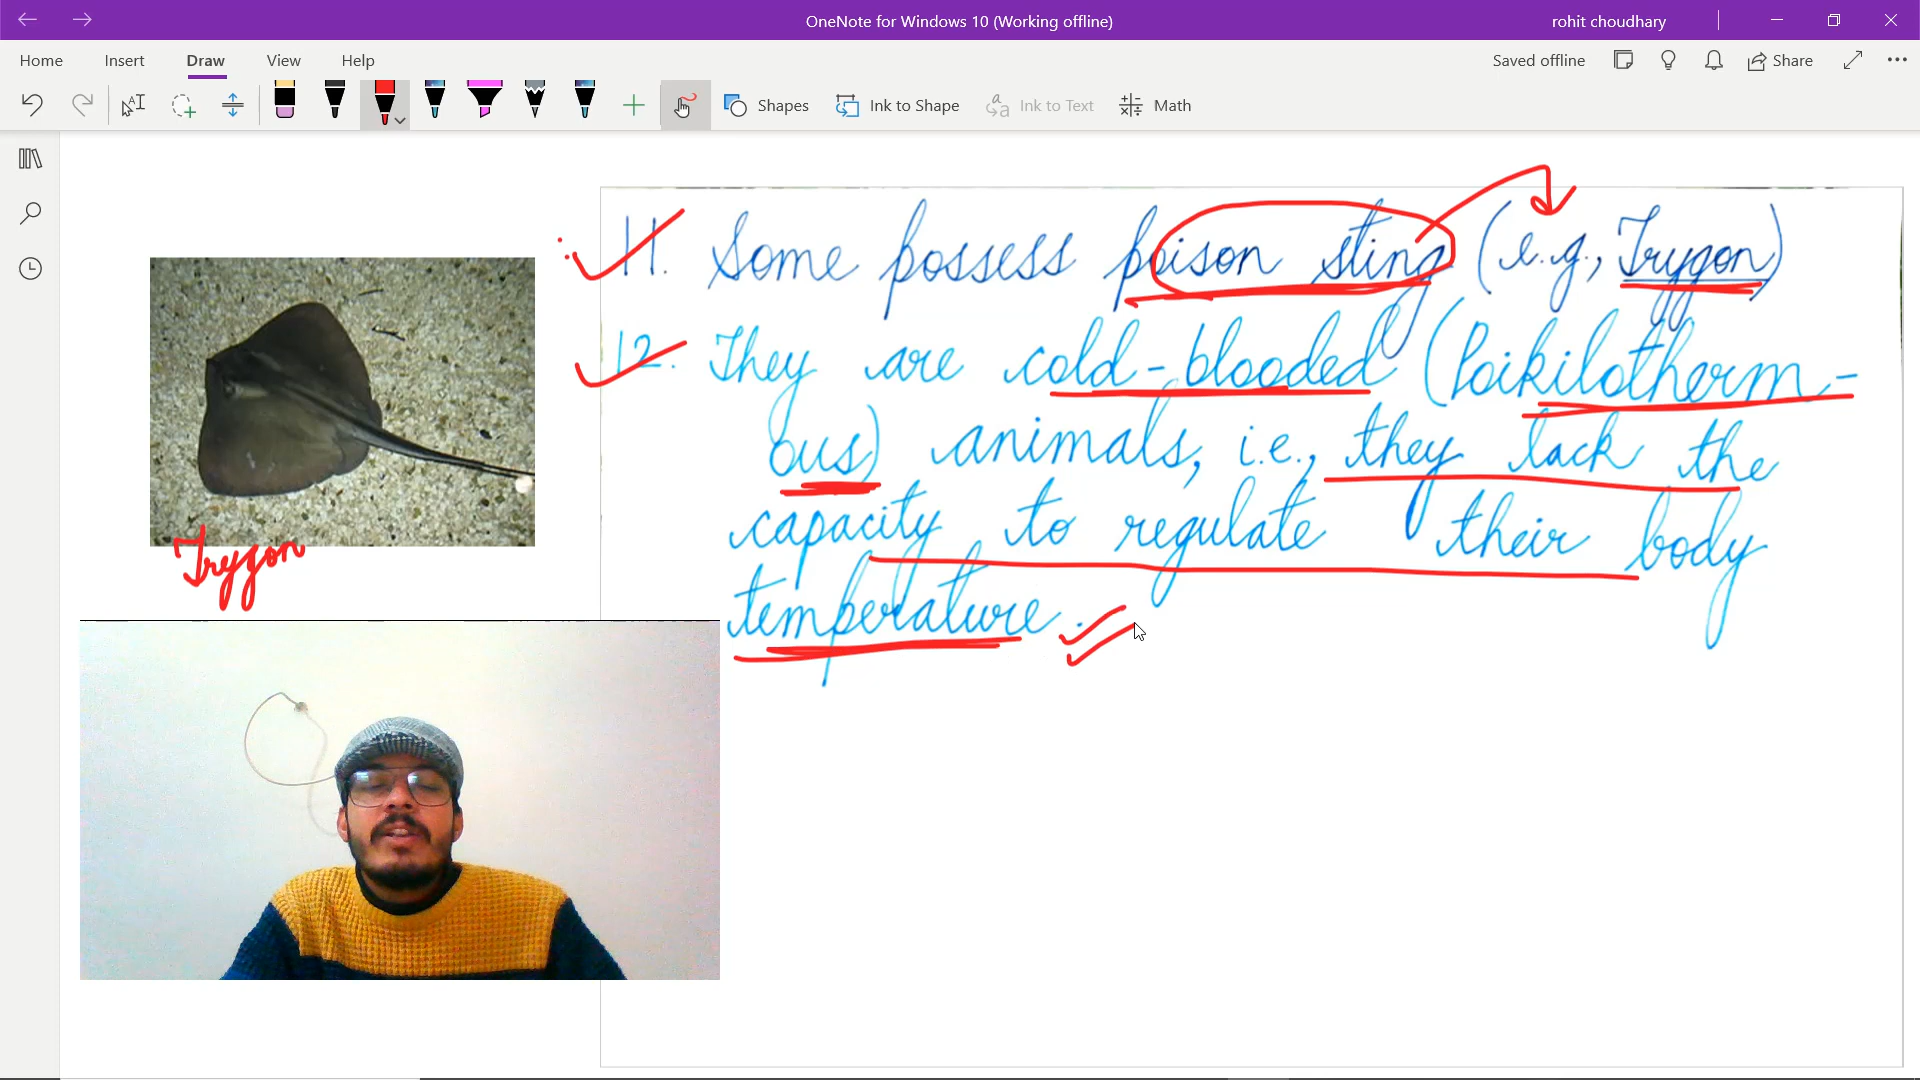 OneNote for Windows 10 (Working offline)
rohit choudhary
Home Insert Draw View Help
Saved offline
Share
Shapes
Ink to Shape
Ink to Text
Math
11. Some possess poison sting (e.g., Trygon)
12. They are cold-blooded (Poikilotherm-
ous) animals, i.e., they lack the
capacity to regulate their body
temperature.
Trygon